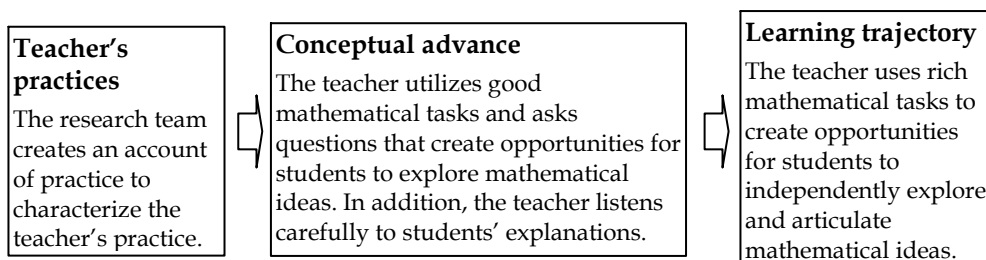 Teacher’s
practices
The research team
creates an account
of practice to
characterize the
teacher’s practice.
Conceptual advance
The teacher utilizes good
mathematical tasks and asks
questions that create opportunities for
students to explore mathematical
ideas. In addition, the teacher listens
carefully to students’ explanations.
Learning trajectory
The teacher uses rich
mathematical tasks to
create opportunities
for students to
independently explore
and articulate
mathematical ideas.